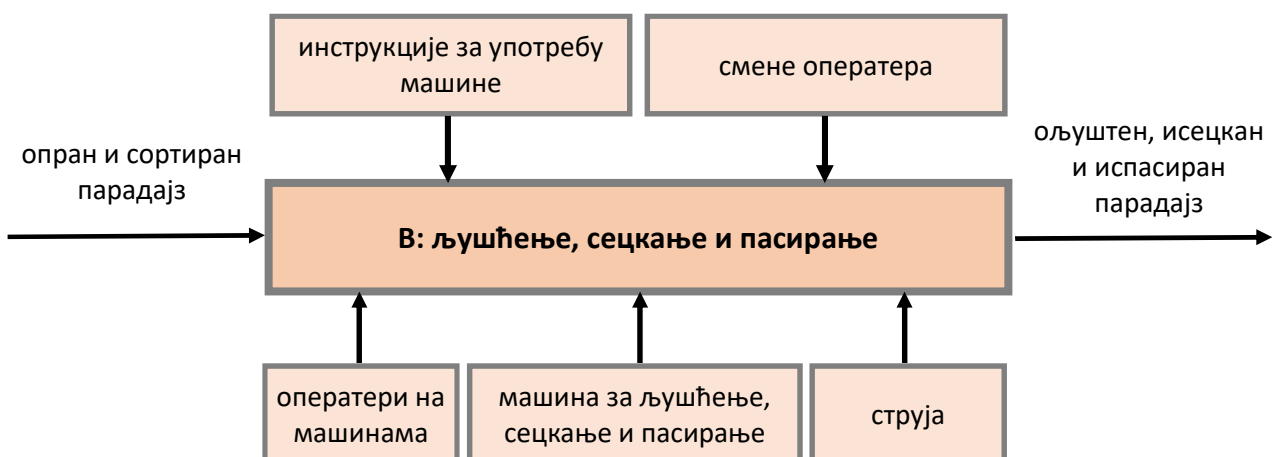 инструкције за употребу
машине
смене оператера
опран и сортиран
парадајз
ољуштен, исецкан
и испасиран
парадајз
В: љушћење, сецкање и пасирање
оператери на
машинама
машина за љушћење,
сецкање и пасирање
струја